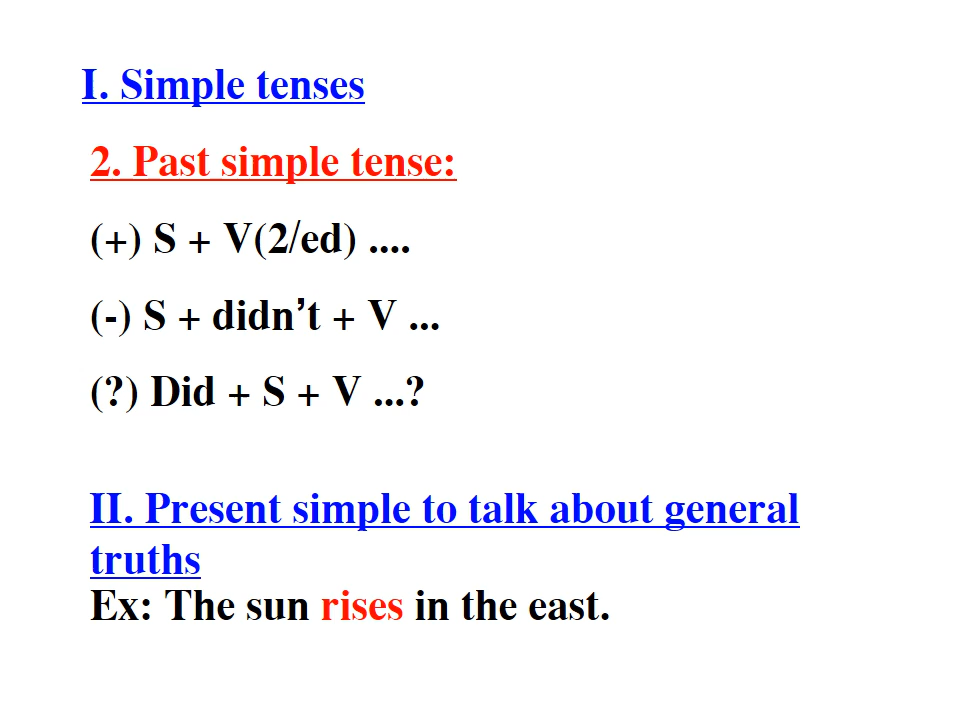 I. Simple tenses
2. Past simple tense:
(+) S + V(2/ed) ....
(-) S + didn’t + V ...
(?) Did + S + V ...?
II. Present simple to talk about general
truths
Ex: The sun rises in the east.